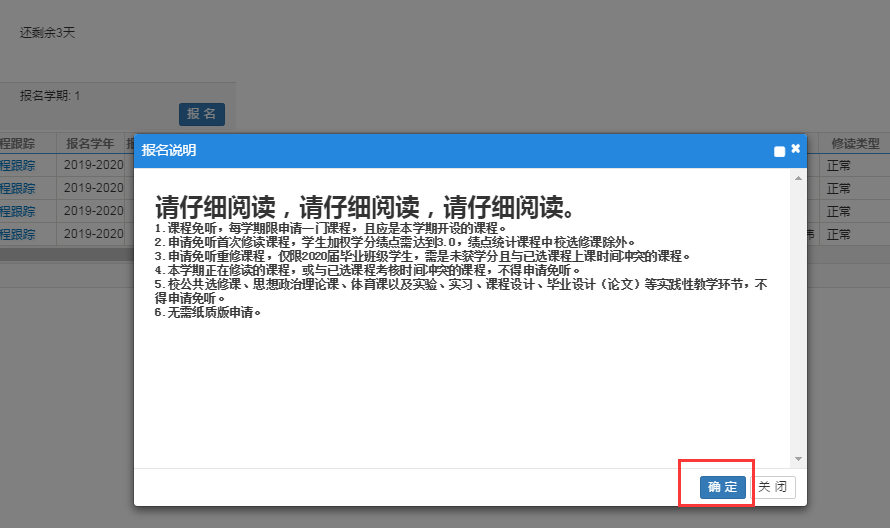 还剩余3天
报名学期: 1
报 名
程跟踪 报名学年 报 修读类型
程跟踪 2019-2020 正常
程跟踪 2019-2020 正常
程跟踪 2019-2020 正常
程跟踪 2019-2020 正常
报名说明
请仔细阅读，请仔细阅读，请仔细阅读。
1.课程免听，每学期限申请一门课程，且应是本学期开设的课程。
2.申请免听首次修读课程，学生加权学分绩点需达到3.0，绩点统计课程中校选修课除外。
3.申请免听重修课程，仅限2020届毕业班级学生，需是未获学分且与已选课程上课时间冲突的课程。
4.本学期正在修读的课程，或与已选课程考核时间冲突的课程，不得申请免听。
5.校公共选修课、思想政治理论课、体育课以及实验、实习、课程设计、毕业设计（论文）等实践性教学环节，不
得申请免听。
6.无需纸质版申请。
确 定 关 闭